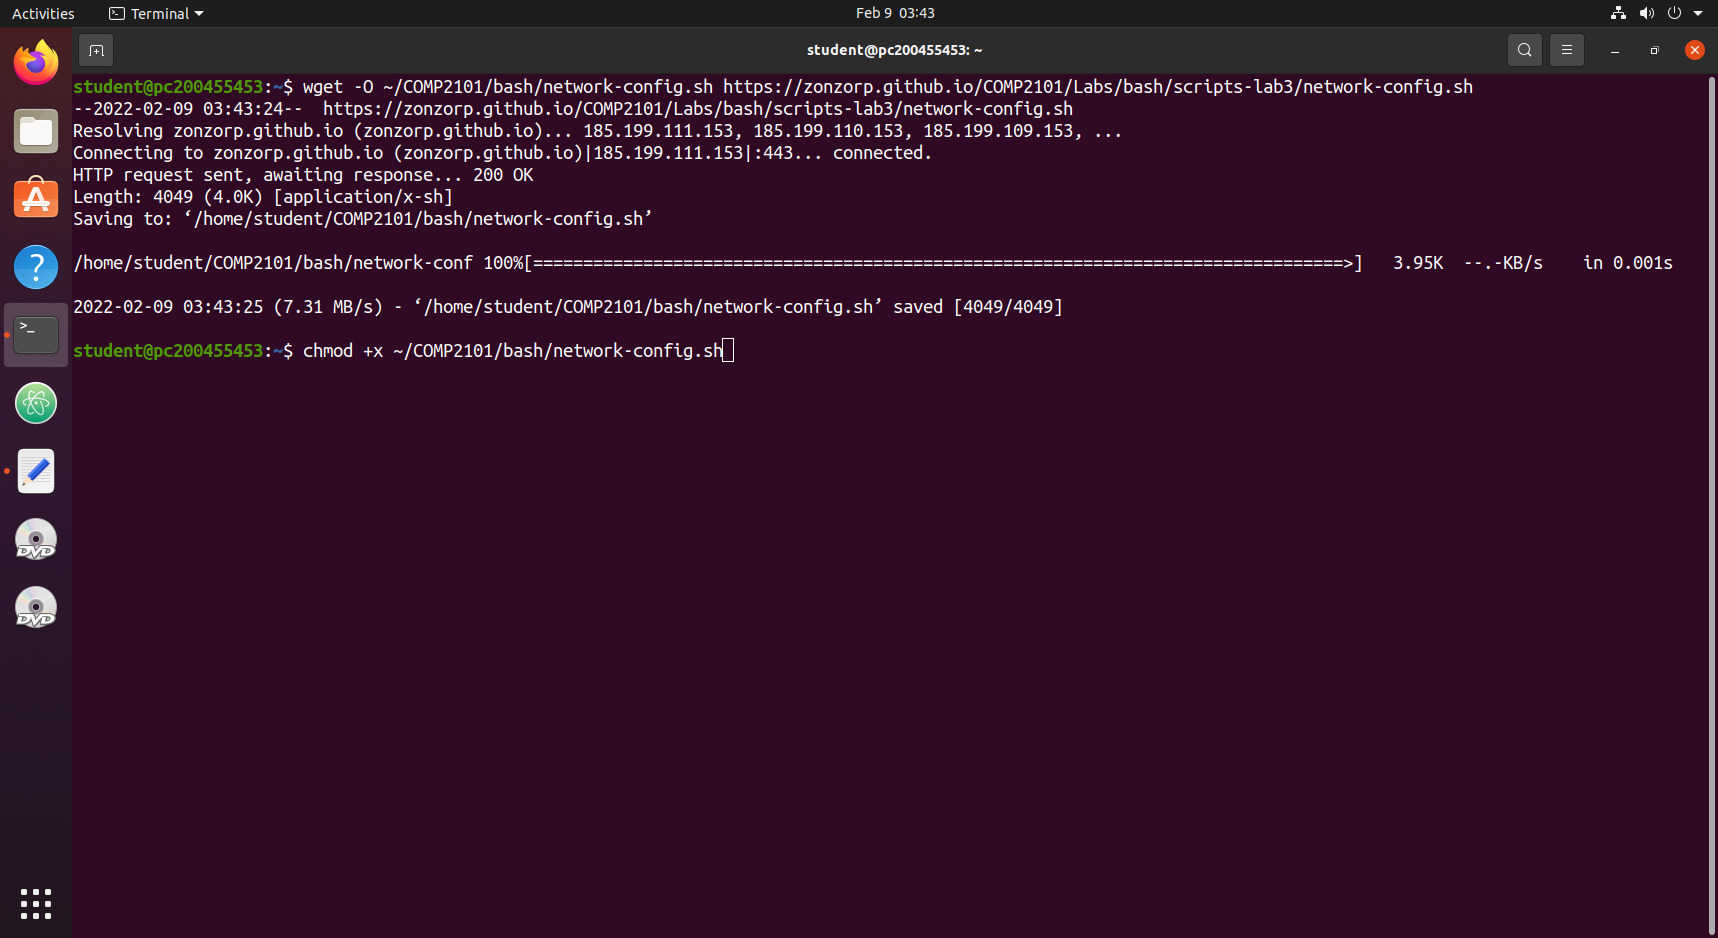 Activities Terminal Feb 9 03:43
student@pc200455453: ~
student@pc200455453:~$ wget -O ~/COMP2101/bash/network-config.sh https://zonzorp.github.io/COMP2101/Labs/bash/scripts-lab3/network-config.sh
--2022-02-09 03:43:24--  https://zonzorp.github.io/COMP2101/Labs/bash/scripts-lab3/network-config.sh
Resolving zonzorp.github.io (zonzorp.github.io)... 185.199.111.153, 185.199.110.153, 185.199.109.153, ...
Connecting to zonzorp.github.io (zonzorp.github.io)|185.199.111.153|:443... connected.
HTTP request sent, awaiting response... 200 OK
Length: 4049 (4.0K) [application/x-sh]
Saving to: ‘/home/student/COMP2101/bash/network-config.sh’
/home/student/COMP2101/bash/network-conf 100%[=================================================================================>]   3.95K  --.-KB/s    in 0.001s
2022-02-09 03:43:25 (7.31 MB/s) - ‘/home/student/COMP2101/bash/network-config.sh’ saved [4049/4049]
student@pc200455453:~$ chmod +x ~/COMP2101/bash/network-config.sh
>_
?
DVD
DVD